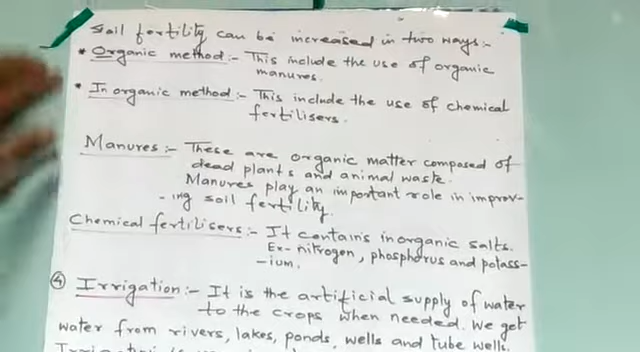 Soil fertility can be increased in two ways:-
* Organic method:- This include the use of organic
manures.
* In organic method:- This include the use of chemical
fertilisers.
Manures:- These are organic matter composed of
dead plants and animal waste.
Manures play an important role in improv-
-ing soil fertility.
Chemical fertilisers:- It contains inorganic salts.
Ex- nitrogen, phosphorus and potass-
-ium.
④ Irrigation:- It is the artificial supply of water
to the crops when needed. We get
water from rivers, lakes, ponds, wells and tube wells.